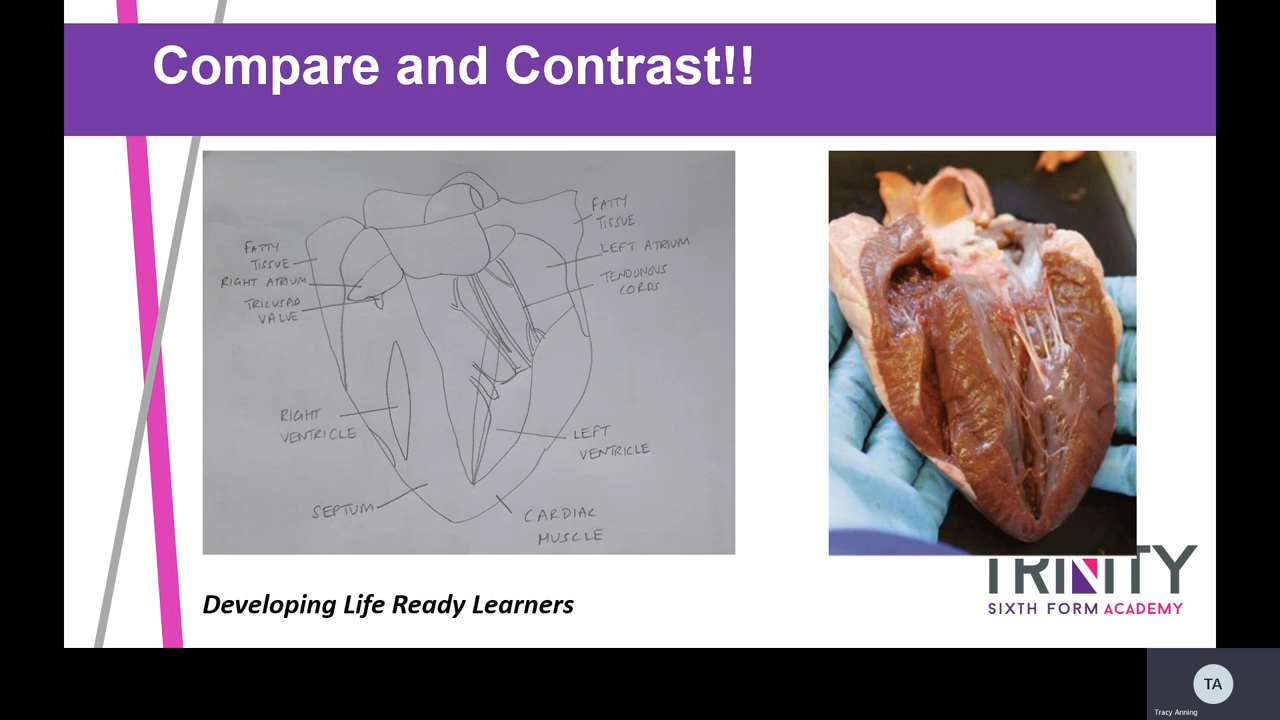 Compare and Contrast!!
FATTY
TISSUE
RIGHT ATRIUM
TRICUSPID
VALVE
RIGHT
VENTRICLE
SEPTUM
FATTY
TISSUE
LEFT ATRIUM
TENDONOUS
CORDS
LEFT
VENTRICLE
CARDIAC
MUSCLE
Developing Life Ready Learners
TRINITY
SIXTH FORM ACADEMY
TA
Tracy Anning